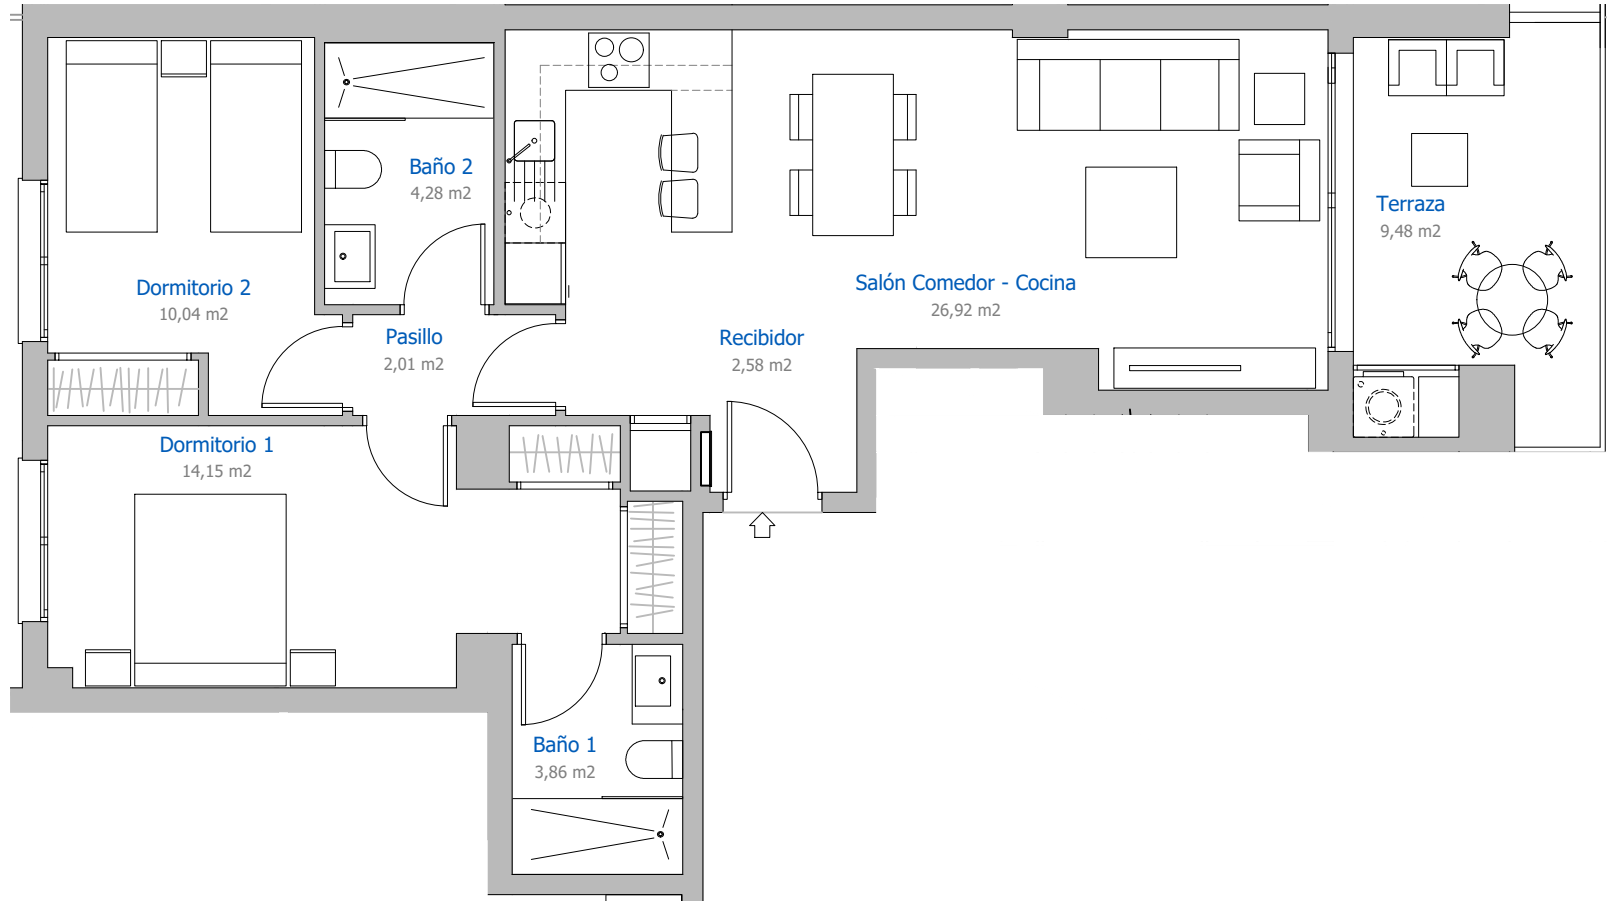 Baño 2
4,28 m2
Terraza
9,48 m2
Dormitorio 2
10,04 m2
Salón Comedor - Cocina
26,92 m2
Pasillo
2,01 m2
Recibidor
2,58 m2
Dormitorio 1
14,15 m2
Baño 1
3,86 m2